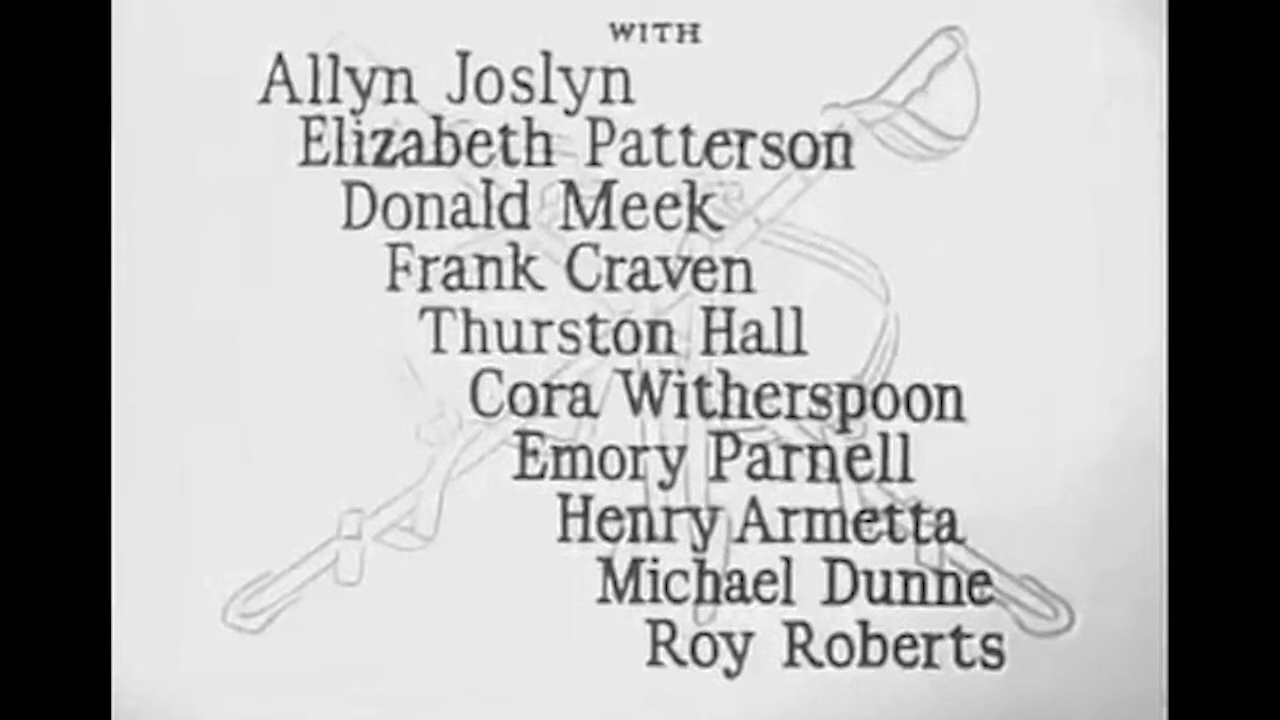 WITH
Allyn Joslyn
Elizabeth Patterson
Donald Meek
Frank Craven
Thurston Hall
Cora Witherspoon
Emory Parnell
Henry Armetta
Michael Dunne
Roy Roberts